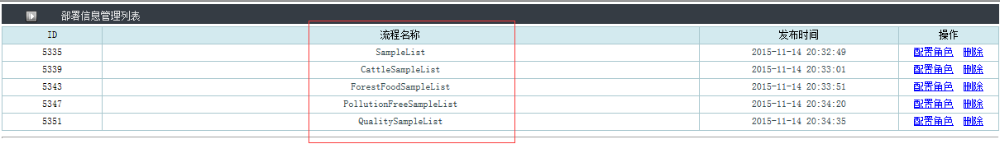 部署信息管理列表
ID 流程名称 发布时间 操作
5335 SampleList 2015-11-14 20:32:49 配置角色 删除
5339 CattleSampleList 2015-11-14 20:33:01 配置角色 删除
5343 ForestFoodSampleList 2015-11-14 20:33:51 配置角色 删除
5347 PollutionFreeSampleList 2015-11-14 20:34:20 配置角色 删除
5351 QualitySampleList 2015-11-14 20:34:35 配置角色 删除